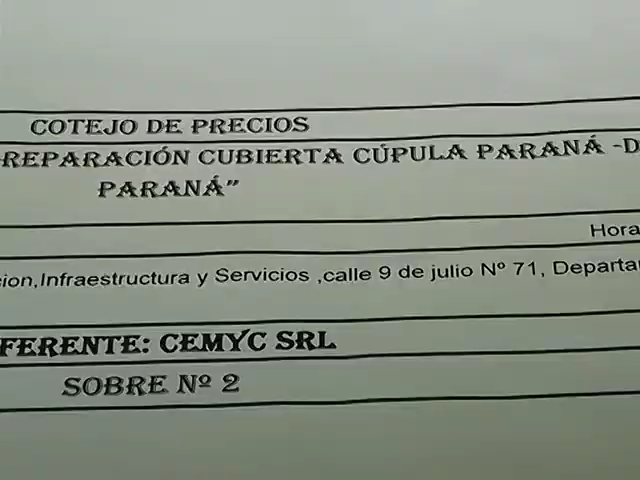 COTEJO DE PRECIOS
REPARACIÓN CUBIERTA CÚPULA PARANÁ -D
PARANÁ”
Hora
ion,Infraestructura y Servicios ,calle 9 de julio Nº 71, Departa
FERENTE: CEMYC SRL
SOBRE Nº 2